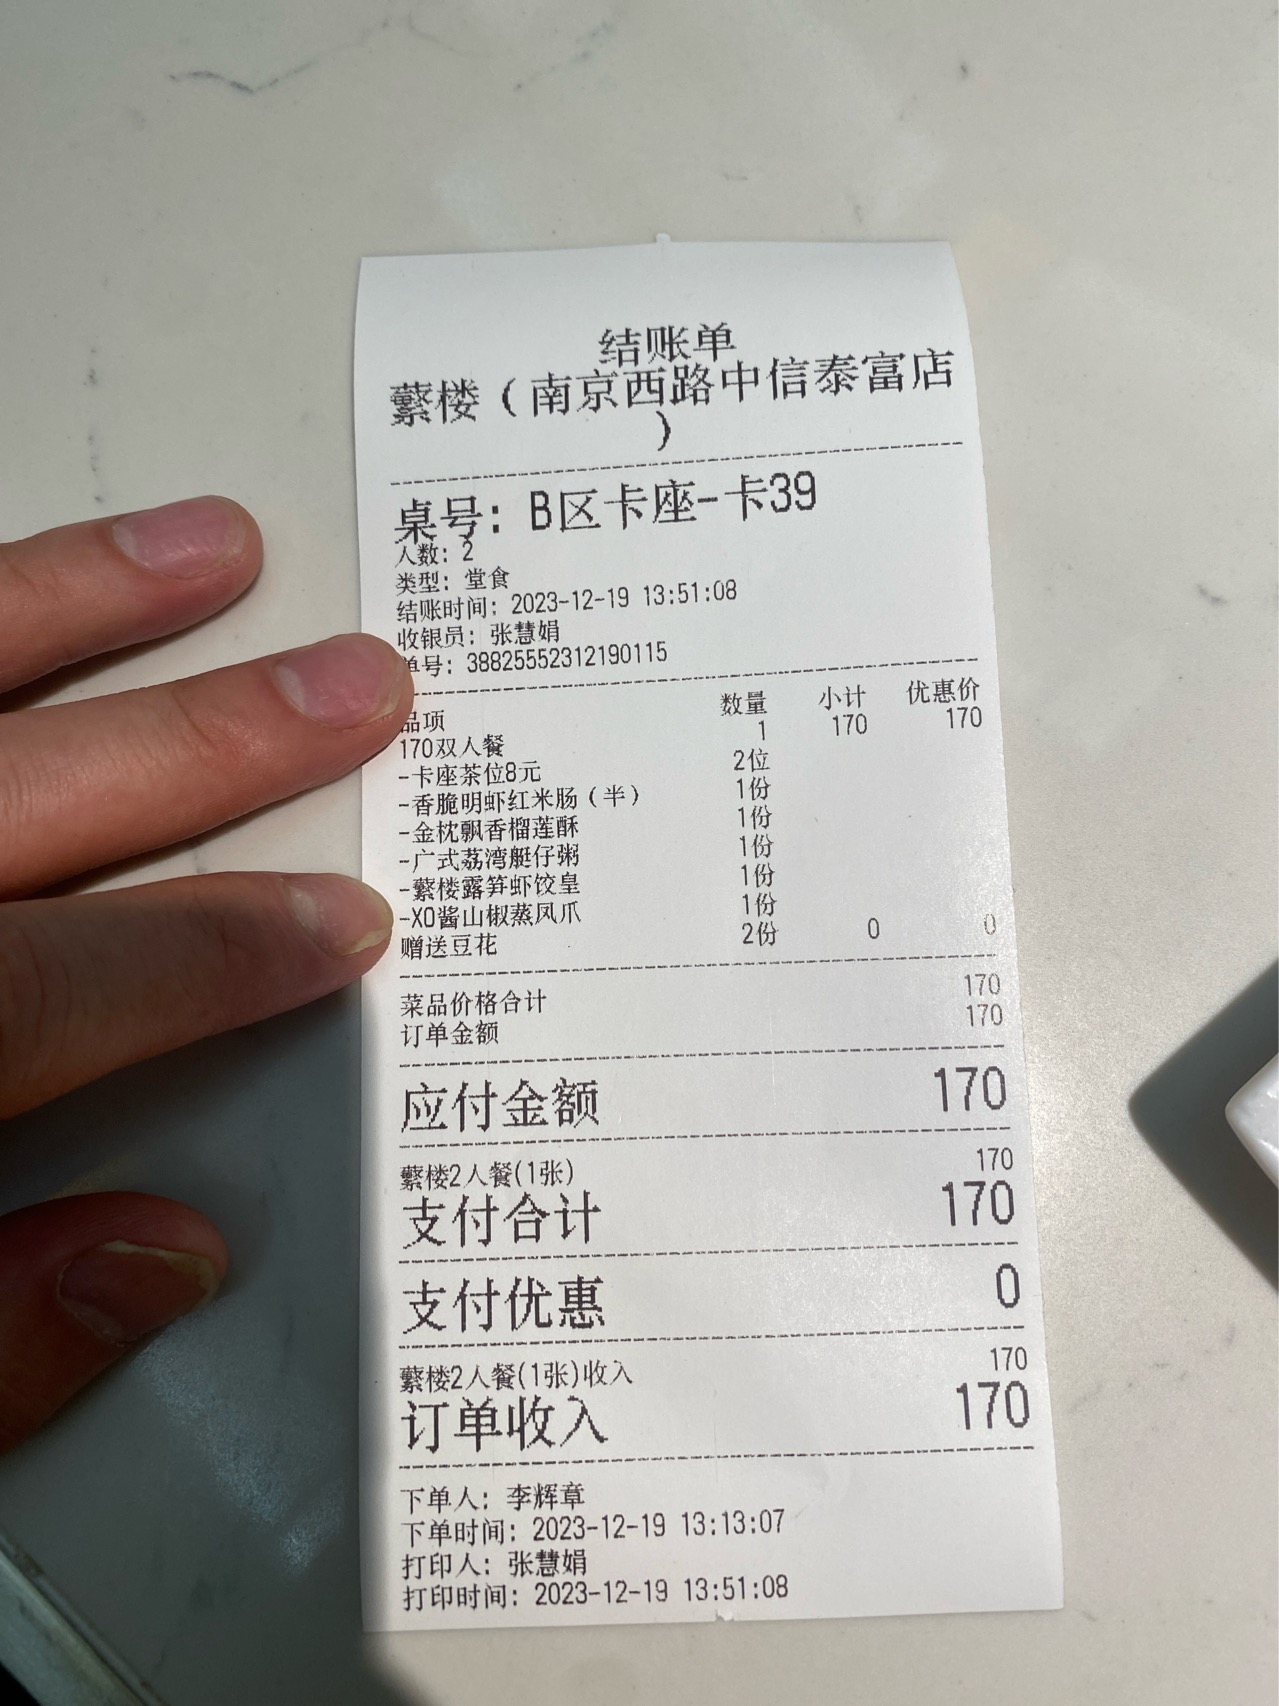 结账单
蘩楼（南京西路中信泰富店
）
桌号：B区卡座-卡39
人数：2
类型：堂食
结账时间：2023-12-19 13:51:08
收银员：张慧娟
单号：38825552312190115
品项 数量 小计 优惠价
170双人餐 1 170 170
-卡座茶位8元 2位
-香脆明虾红米肠（半） 1份
-金枕飘香榴莲酥 1份
-广式荔湾艇仔粥 1份
-蘩楼露笋虾饺皇 1份
-XO酱山椒蒸凤爪 1份
赠送豆花 2份 0 0
菜品价格合计 170
订单金额 170
应付金额 170
蘩楼2人餐(1张) 170
支付合计 170
支付优惠 0
蘩楼2人餐(1张)收入 170
订单收入 170
下单人：李辉章
下单时间：2023-12-19 13:13:07
打印人：张慧娟
打印时间：2023-12-19 13:51:08